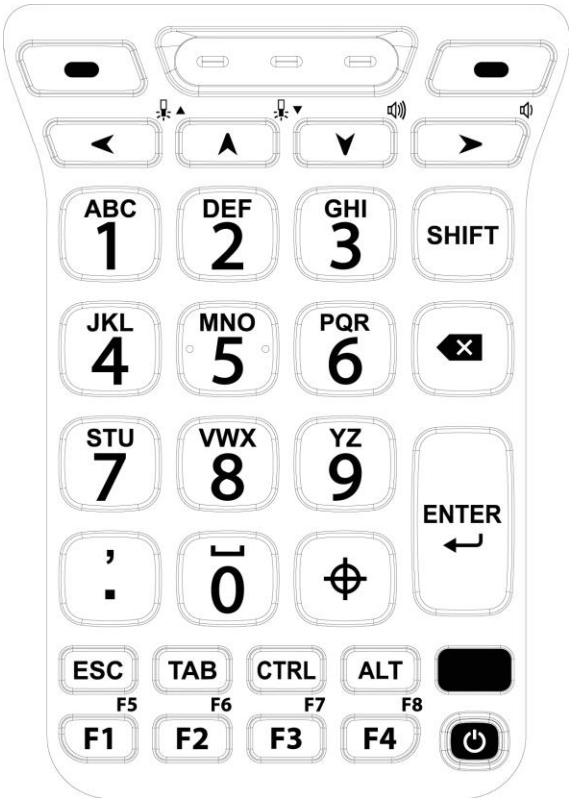 ABC DEF GHI
1 2 3 SHIFT
JKL MNO PQR
4 5 6
STU VWX YZ
7 8 9
ENTER
, 
. 0
ESC TAB CTRL ALT
F5 F6 F7 F8
F1 F2 F3 F4